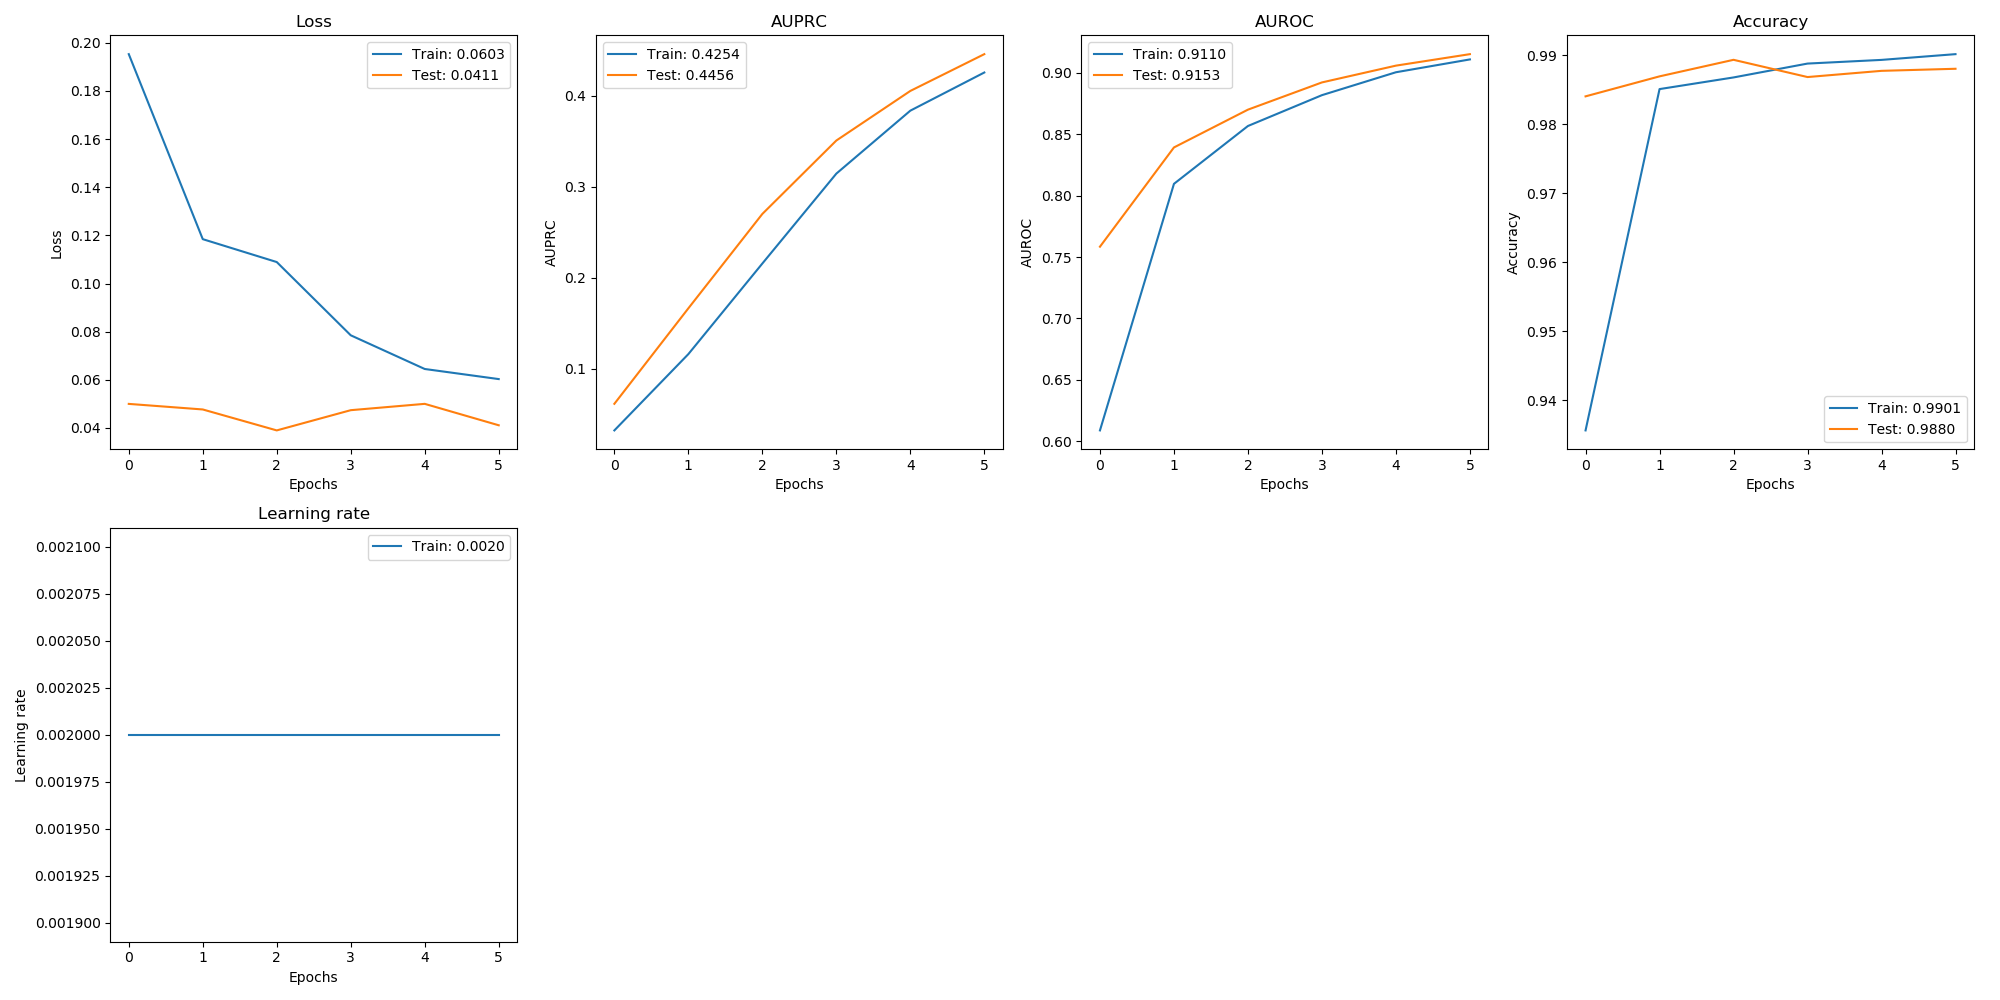 Loss
Train: 0.0603
Test: 0.0411
0.20
0.18
0.16
0.14
0.12
0.10
0.08
0.06
0.04
Loss
0 1 2 3 4 5
Epochs
AUPRC
Train: 0.4254
Test: 0.4456
0.4
0.3
0.2
0.1
AUPRC
0 1 2 3 4 5
Epochs
AUROC
Train: 0.9110
Test: 0.9153
0.90
0.85
0.80
0.75
0.70
0.65
0.60
AUROC
0 1 2 3 4 5
Epochs
Accuracy
0.99
0.98
0.97
0.96
0.95
0.94
Accuracy
Train: 0.9901
Test: 0.9880
0 1 2 3 4 5
Epochs
Learning rate
Train: 0.0020
0.002100
0.002075
0.002050
0.002025
0.002000
0.001975
0.001950
0.001925
0.001900
Learning rate
0 1 2 3 4 5
Epochs